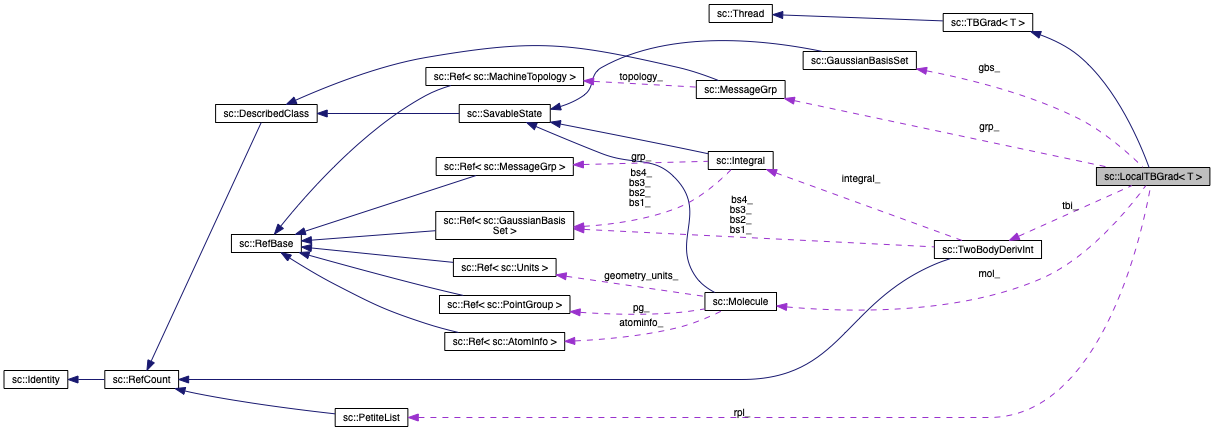 sc::Thread
sc::TBGrad< T >
sc::GaussianBasisSet
gbs_
sc::Ref< sc::MachineTopology >
topology_
sc::MessageGrp
sc::DescribedClass
sc::SavableState
grp_
sc::Ref< sc::MessageGrp >
grp_
sc::Integral
bs4_
bs3_
bs2_
bs1_
integral_
sc::LocalTBGrad< T >
sc::Ref< sc::GaussianBasis
Set >
bs4_
bs3_
bs2_
bs1_
tbi_
sc::RefBase
sc::TwoBodyDerivInt
sc::Ref< sc::Units >
geometry_units_
mol_
sc::Ref< sc::PointGroup >
pg_
sc::Molecule
atominfo_
sc::Ref< sc::AtomInfo >
sc::Identity
sc::RefCount
sc::PetiteList
rpl_